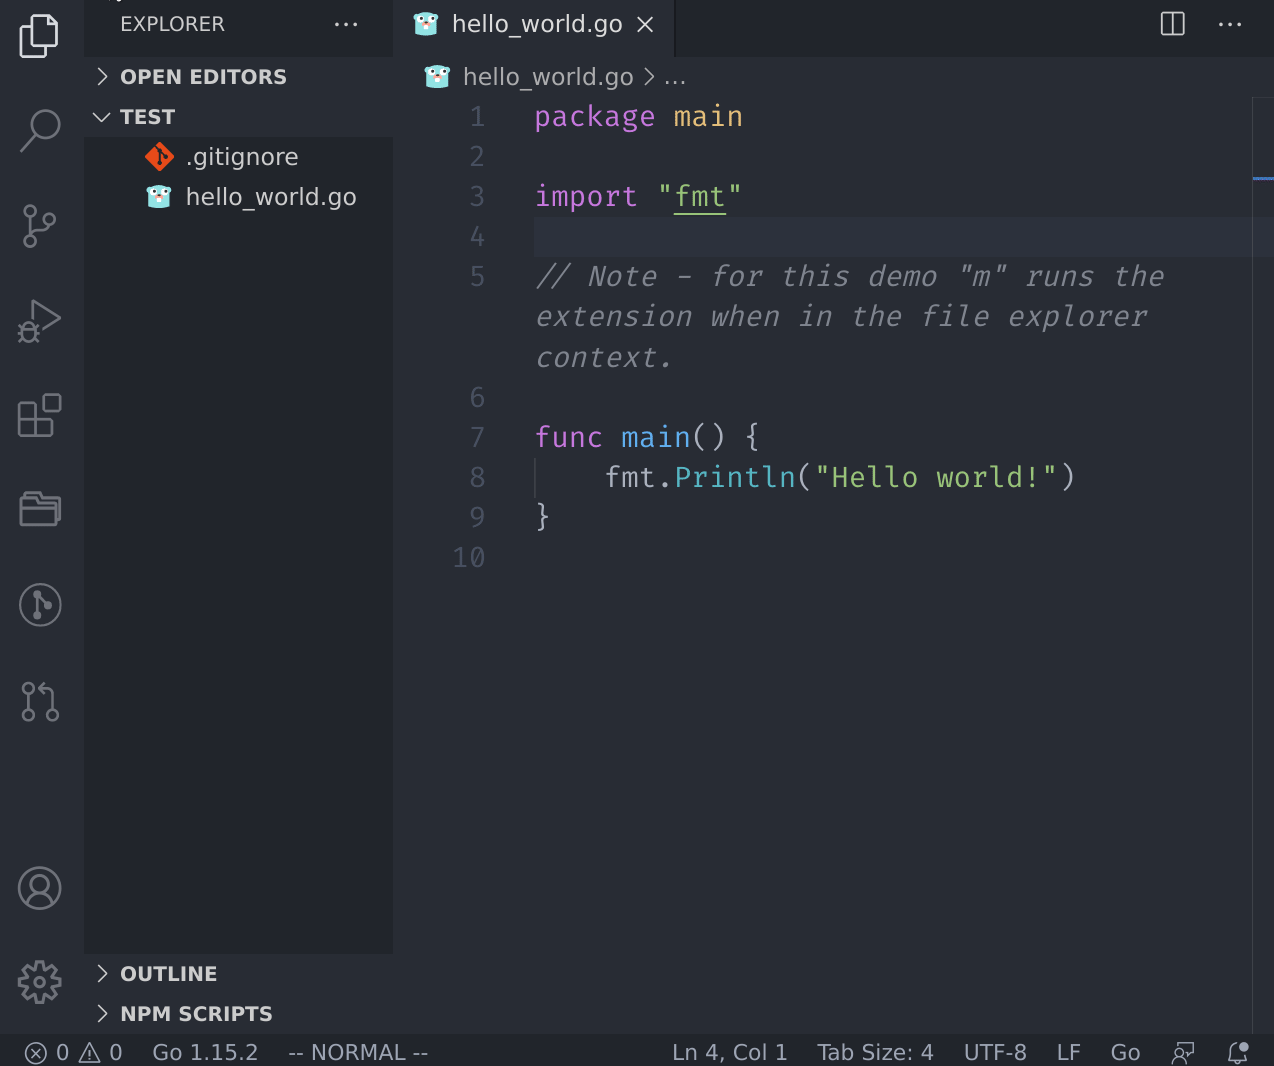 EXPLORER
OPEN EDITORS
TEST
.gitignore
hello_world.go
OUTLINE
NPM SCRIPTS
hello_world.go
hello_world.go > ...
1 package main
2
3 import "fmt"
4
5 // Note - for this demo "m" runs the
extension when in the file explorer
context.
6
7 func main() {
8 fmt.Println("Hello world!")
9 }
10
0 0 Go 1.15.2 -- NORMAL -- Ln 4, Col 1 Tab Size: 4 UTF-8 LF Go